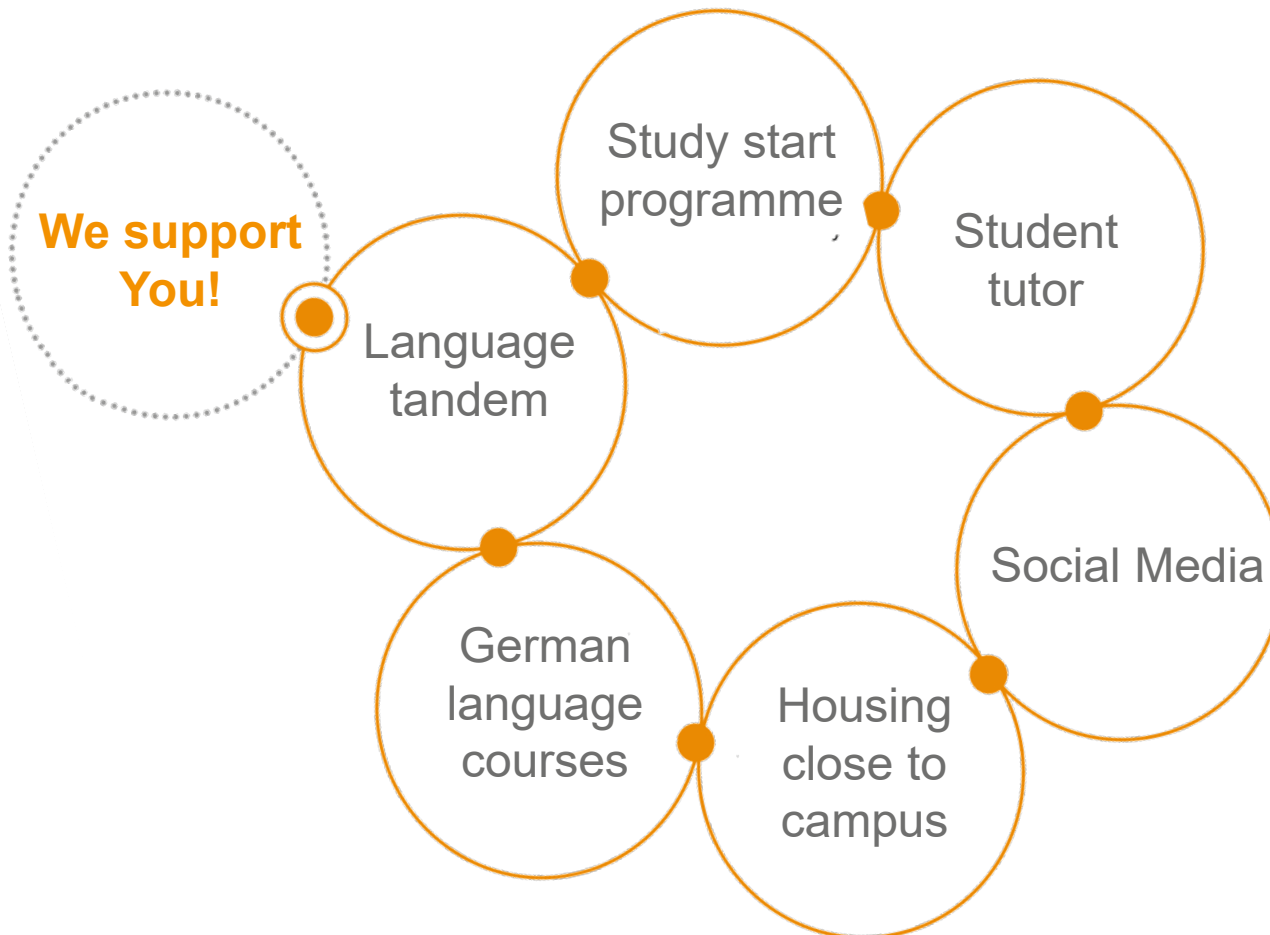 We support
You!
Language
tandem
Study start
programme
Student
tutor
Social Media
Housing
close to
campus
German
language
courses